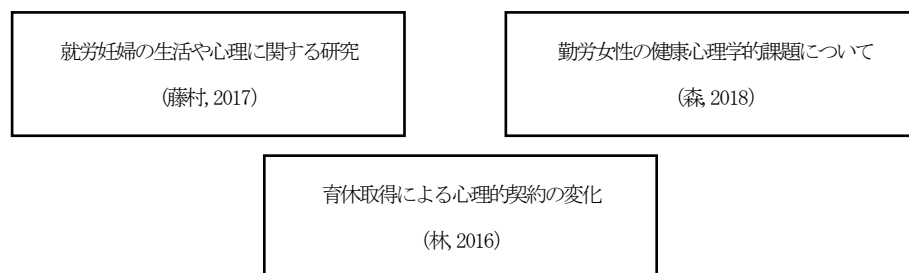 就労妊婦の生活や心理に関する研究
(藤村, 2017)
勤労女性の健康心理学的課題について
(森, 2018)
育休取得による心理的契約の変化
(林, 2016)